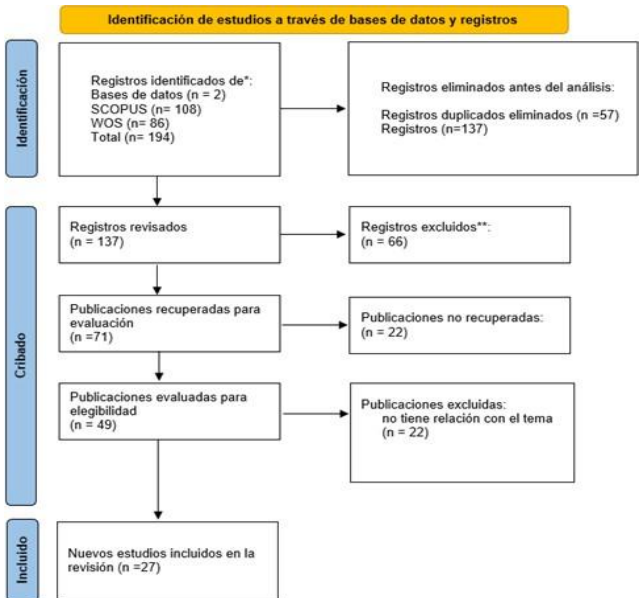 Identificación de estudios a través de bases de datos y registros
Identificación
Registros identificados de*:
Bases de datos (n = 2)
SCOPUS (n= 108)
WOS (n= 86)
Total (n= 194)
Registros eliminados antes del análisis:
Registros duplicados eliminados (n =57)
Registros (n=137)
Cribado
Registros revisados
(n = 137)
Registros excluidos**:
(n = 66)
Publicaciones recuperadas para
evaluación
(n =71)
Publicaciones no recuperadas:
(n = 22)
Publicaciones evaluadas para
elegibilidad
(n = 49)
Publicaciones excluidas:
no tiene relación con el tema
(n = 22)
Incluido
Nuevos estudios incluidos en la
revisión (n =27)